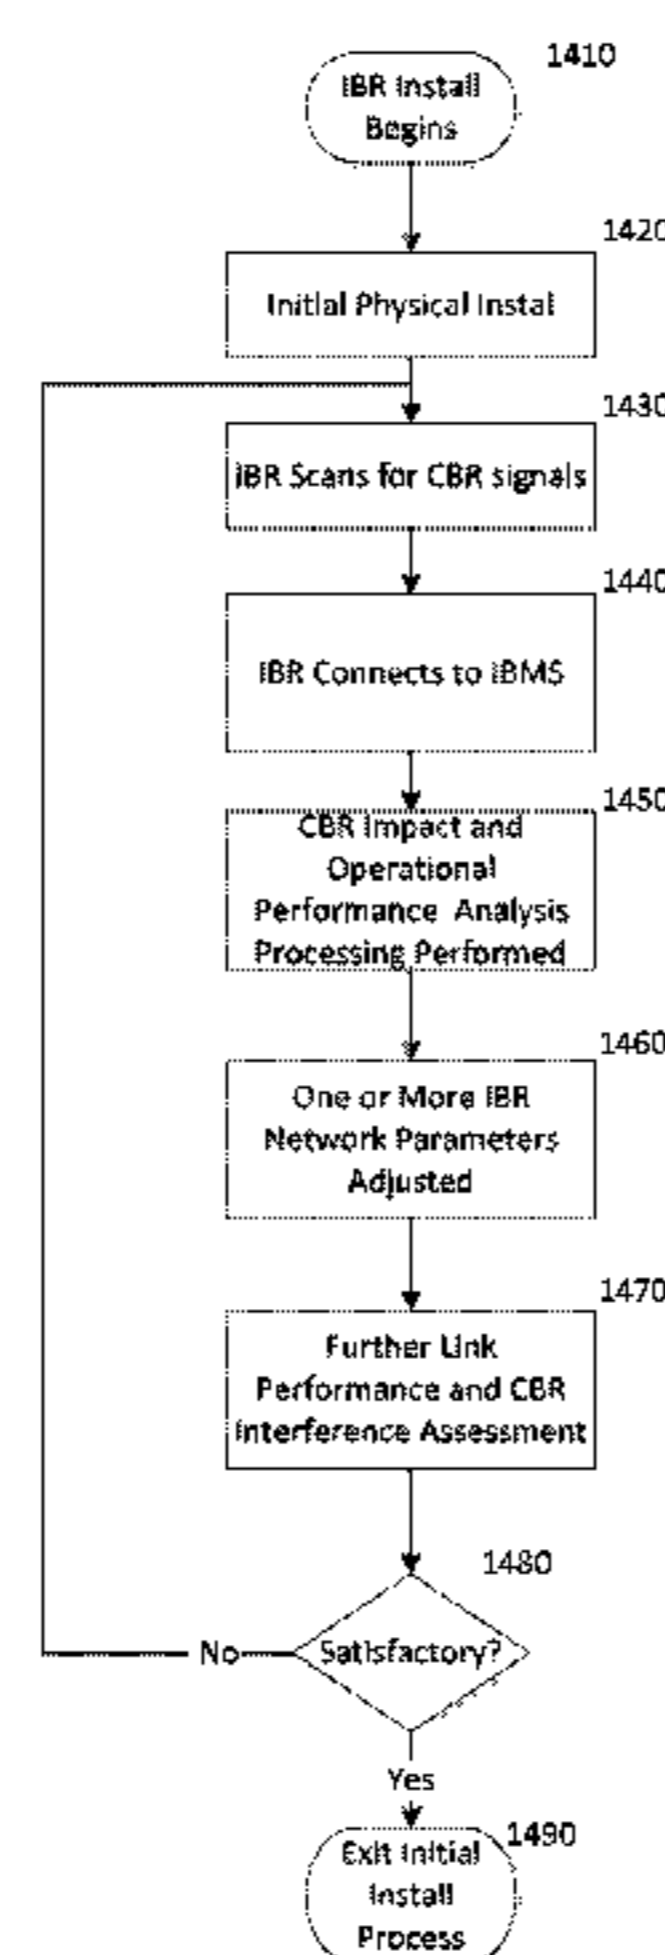 1410
IBR Install
Begins
1420
Initial Physical Instal
1430
IBR Scans for CBR signals
1440
IBR Connects to IBMS
1450
CBR Impact and
Operational
Performance Analysis
Processing Performed
1460
One or More IBR
Network Parameters
Adjusted
1470
Further Link
Performance and CBR
Interference Assessment
1480
No
Satisfactory?
Yes
1490
Exit Initial
Install
Process